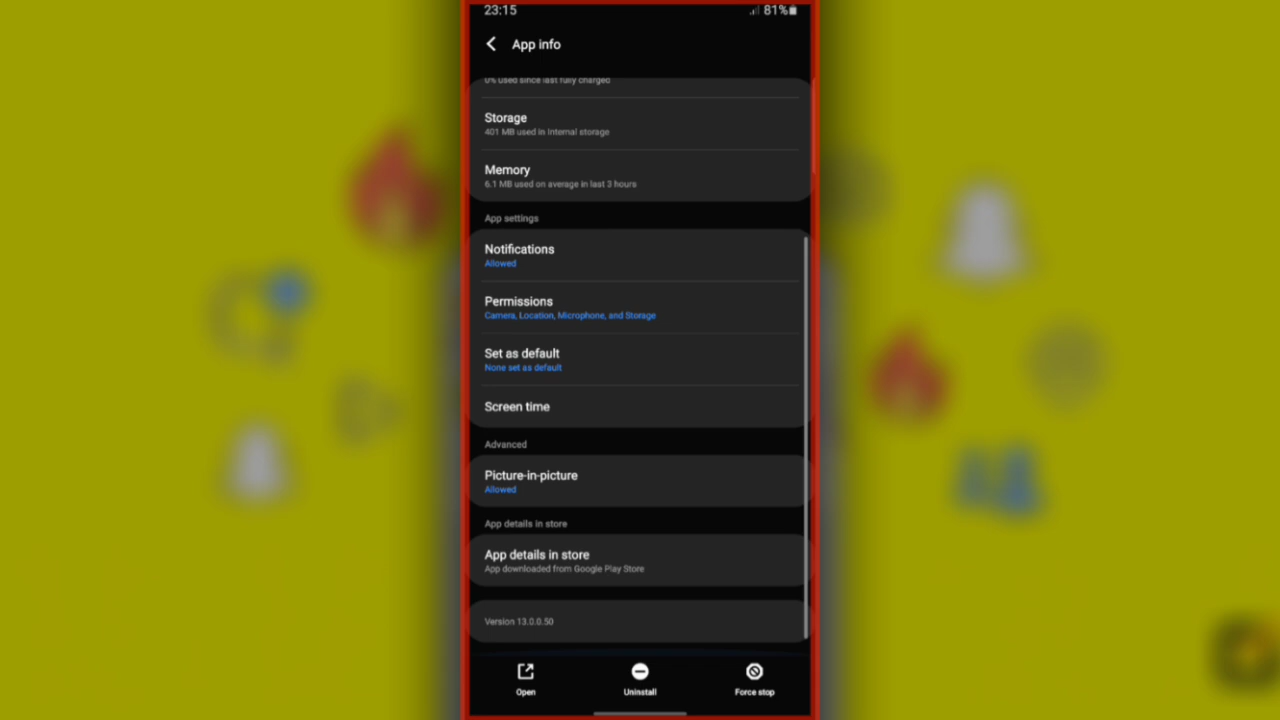 23:15 81%
App info
0% used since last fully charged
Storage
401 MB used in Internal storage
Memory
6.1 MB used on average in last 3 hours
App settings
Notifications
Allowed
Permissions
Camera, Location, Microphone, and Storage
Set as default
None set as default
Screen time
Advanced
Picture-in-picture
Allowed
App details in store
App details in store
App downloaded from Google Play Store
Version 13.0.0.50
Open Uninstall Force stop